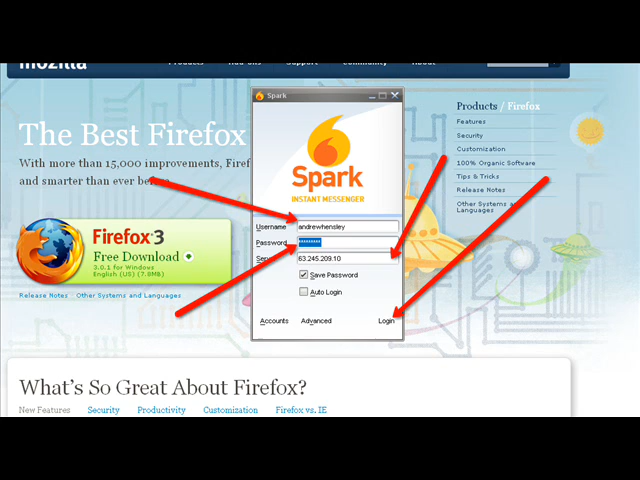 mozilla
Products Add-ons Support Community About
The Best Firefox
With more than 15,000 improvements, Firef
and smarter than ever before
Firefox 3
Free Download
3.0.1 for Windows
English (US) (7.8MB)
Release Notes - Other Systems and Languages
Spark
Spark
INSTANT MESSENGER
Username andrewhensley
Password ********
Ser 63.245.209.10
Save Password
Auto Login
Accounts Advanced Login
Products / Firefox
Features
Security
Customization
100% Organic Software
Tips & Tricks
Release Notes
Other Systems and
Languages
What's So Great About Firefox?
New Features Security Productivity Customization Firefox vs. IE